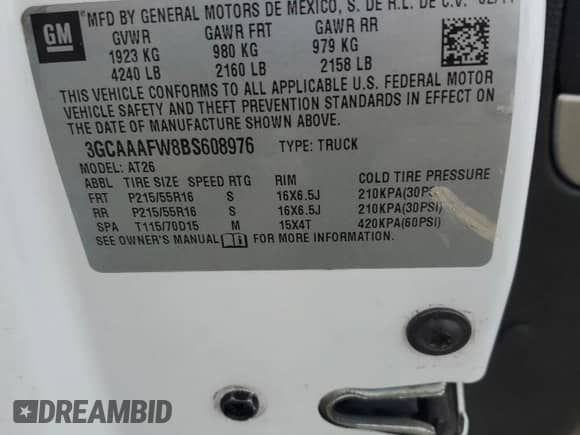 GM
MFD BY GENERAL MOTORS DE MEXICO, S. DE R.L. DE C.V. 02/11
GVWR GAWR FRT GAWR RR
1923 KG 980 KG 979 KG
4240 LB 2160 LB 2158 LB
THIS VEHICLE CONFORMS TO ALL APPLICABLE U.S. FEDERAL MOTOR
VEHICLE SAFETY AND THEFT PREVENTION STANDARDS IN EFFECT ON
THE DATE OF MANUFACTURE SHOWN ABOVE.
3GCAAAFW8BS608976 TYPE: TRUCK
MODEL: AT26
ABBL TIRE SIZE SPEED RTG RIM COLD TIRE PRESSURE
FRT P215/55R16 S 16X6.5J 210KPA(30PSI)
RR P215/55R16 S 16X6.5J 210KPA(30PSI)
SPA T115/70D15 M 15X4T 420KPA(60PSI)
SEE OWNER'S MANUAL FOR MORE INFORMATION.
DREAMBID